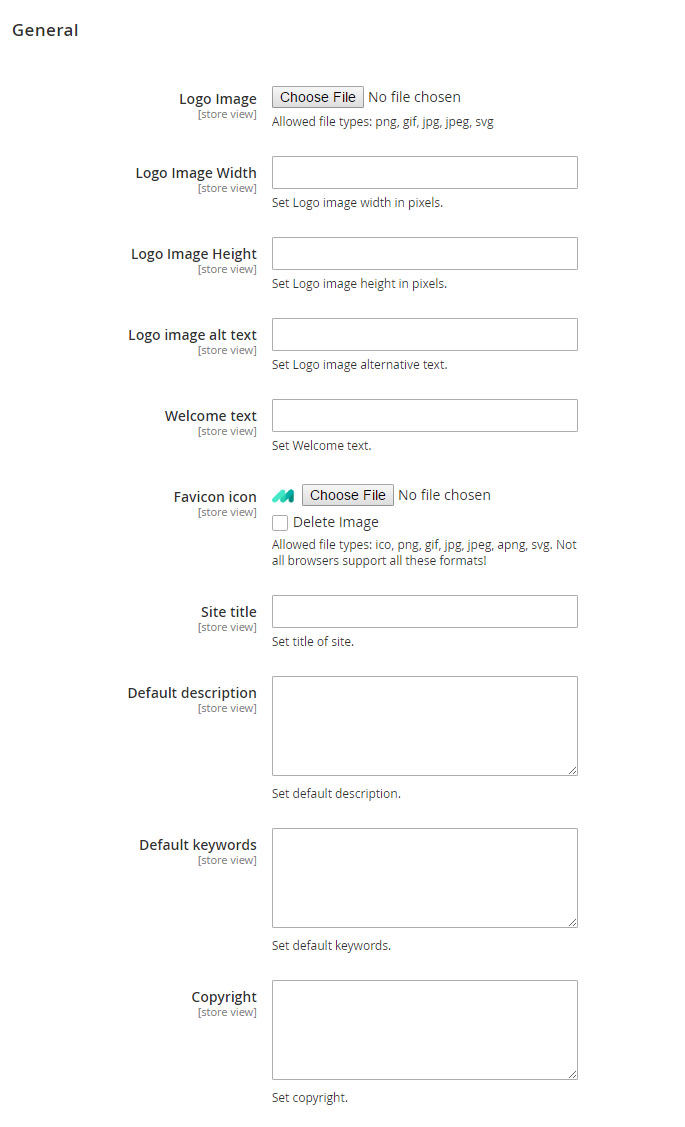 General
Logo Image
[store view]
Choose File No file chosen
Allowed file types: png, gif, jpg, jpeg, svg
Logo Image Width
[store view]
Set Logo image width in pixels.
Logo Image Height
[store view]
Set Logo image height in pixels.
Logo image alt text
[store view]
Set Logo image alternative text.
Welcome text
[store view]
Set Welcome text.
Favicon icon
[store view]
Choose File No file chosen
Delete Image
Allowed file types: ico, png, gif, jpg, jpeg, apng, svg. Not
all browsers support all these formats!
Site title
[store view]
Set title of site.
Default description
[store view]
Set default description.
Default keywords
[store view]
Set default keywords.
Copyright
[store view]
Set copyright.